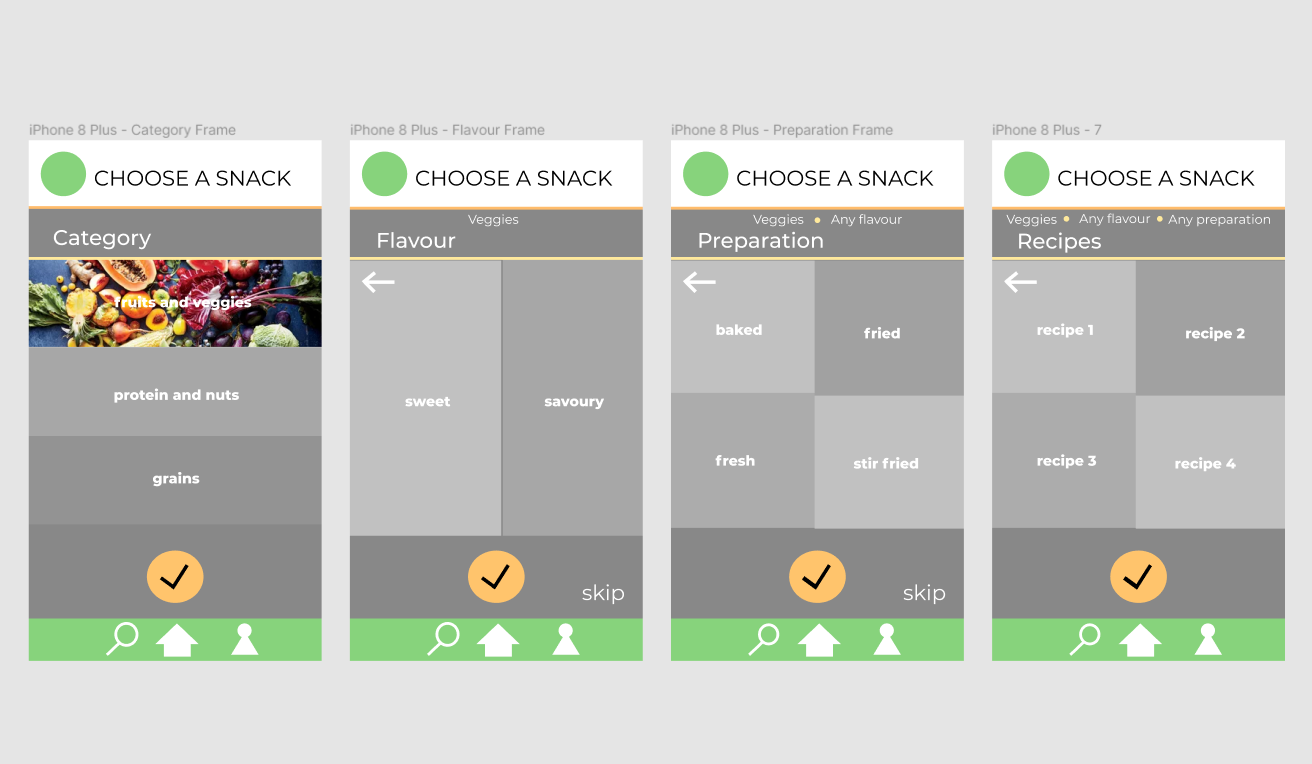 iPhone 8 Plus - Category Frame
CHOOSE A SNACK
Category
fruits and veggies
protein and nuts
grains
iPhone 8 Plus - Flavour Frame
CHOOSE A SNACK
Veggies
Flavour
sweet
savoury
skip
iPhone 8 Plus - Preparation Frame
CHOOSE A SNACK
Veggies • Any flavour
Preparation
baked
fried
fresh
stir fried
skip
iPhone 8 Plus - 7
CHOOSE A SNACK
Veggies • Any flavour • Any preparation
Recipes
recipe 1
recipe 2
recipe 3
recipe 4